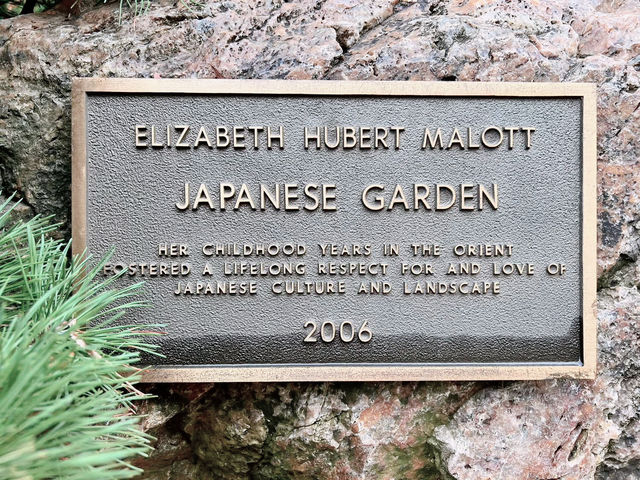 ELIZABETH HUBERT MALOTT
JAPANESE GARDEN
HER CHILDHOOD YEARS IN THE ORIENT
FOSTERED A LIFELONG RESPECT FOR AND LOVE OF
JAPANESE CULTURE AND LANDSCAPE
2006